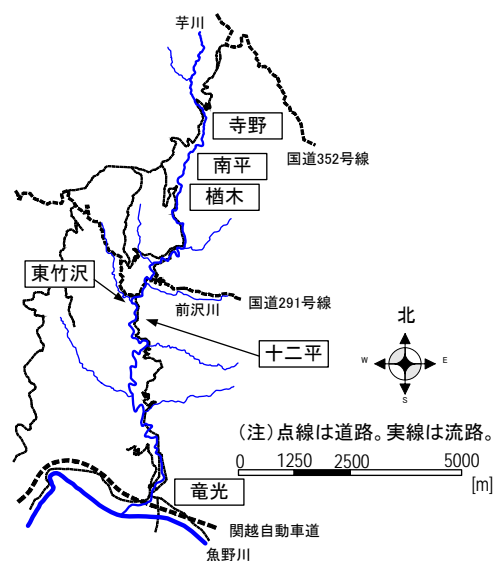 芋川
寺野
国道352号線
南平
楢木
東竹沢
前沢川
国道291号線
十二平
北
W
E
S
(注)点線は道路。実線は流路。
0 1250 2500 5000
[m]
竜光
関越自動車道
魚野川